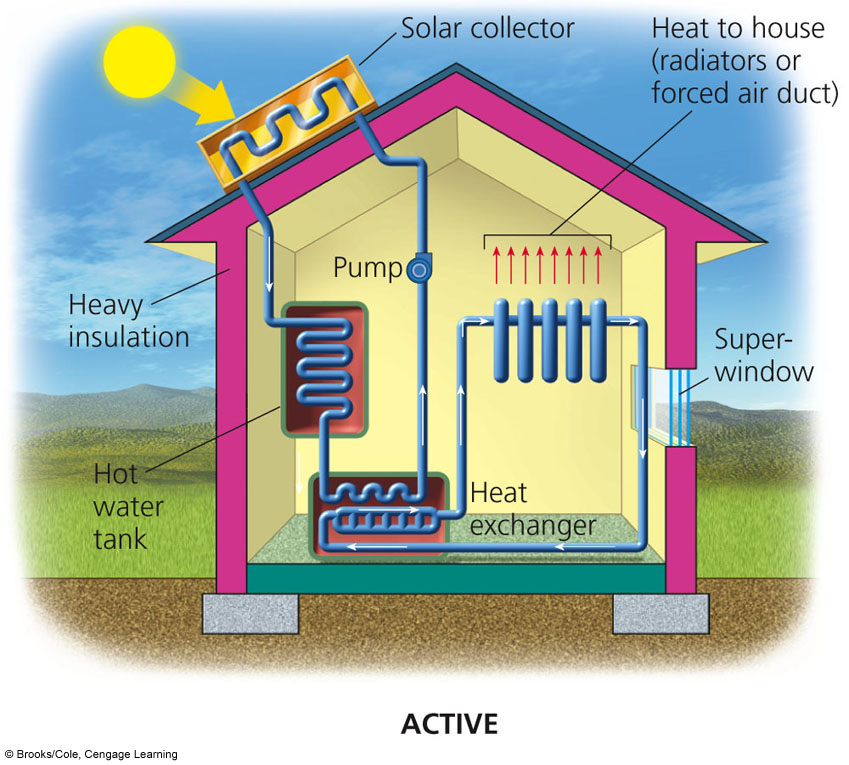 Solar collector
Heat to house
(radiators or
forced air duct)
Pump
Heavy
insulation
Super-
window
Hot
water
tank
Heat
exchanger
ACTIVE
© Brooks/Cole, Cengage Learning